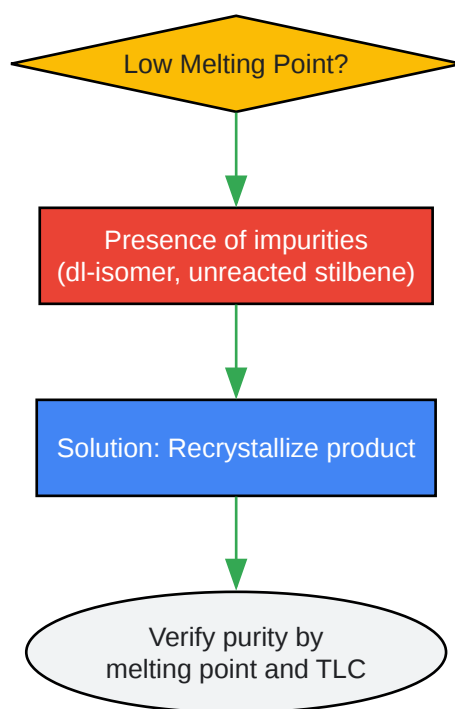 Low Melting Point?
Presence of impurities
(dl-isomer, unreacted stilbene)
Solution: Recrystallize product
Verify purity by
melting point and TLC